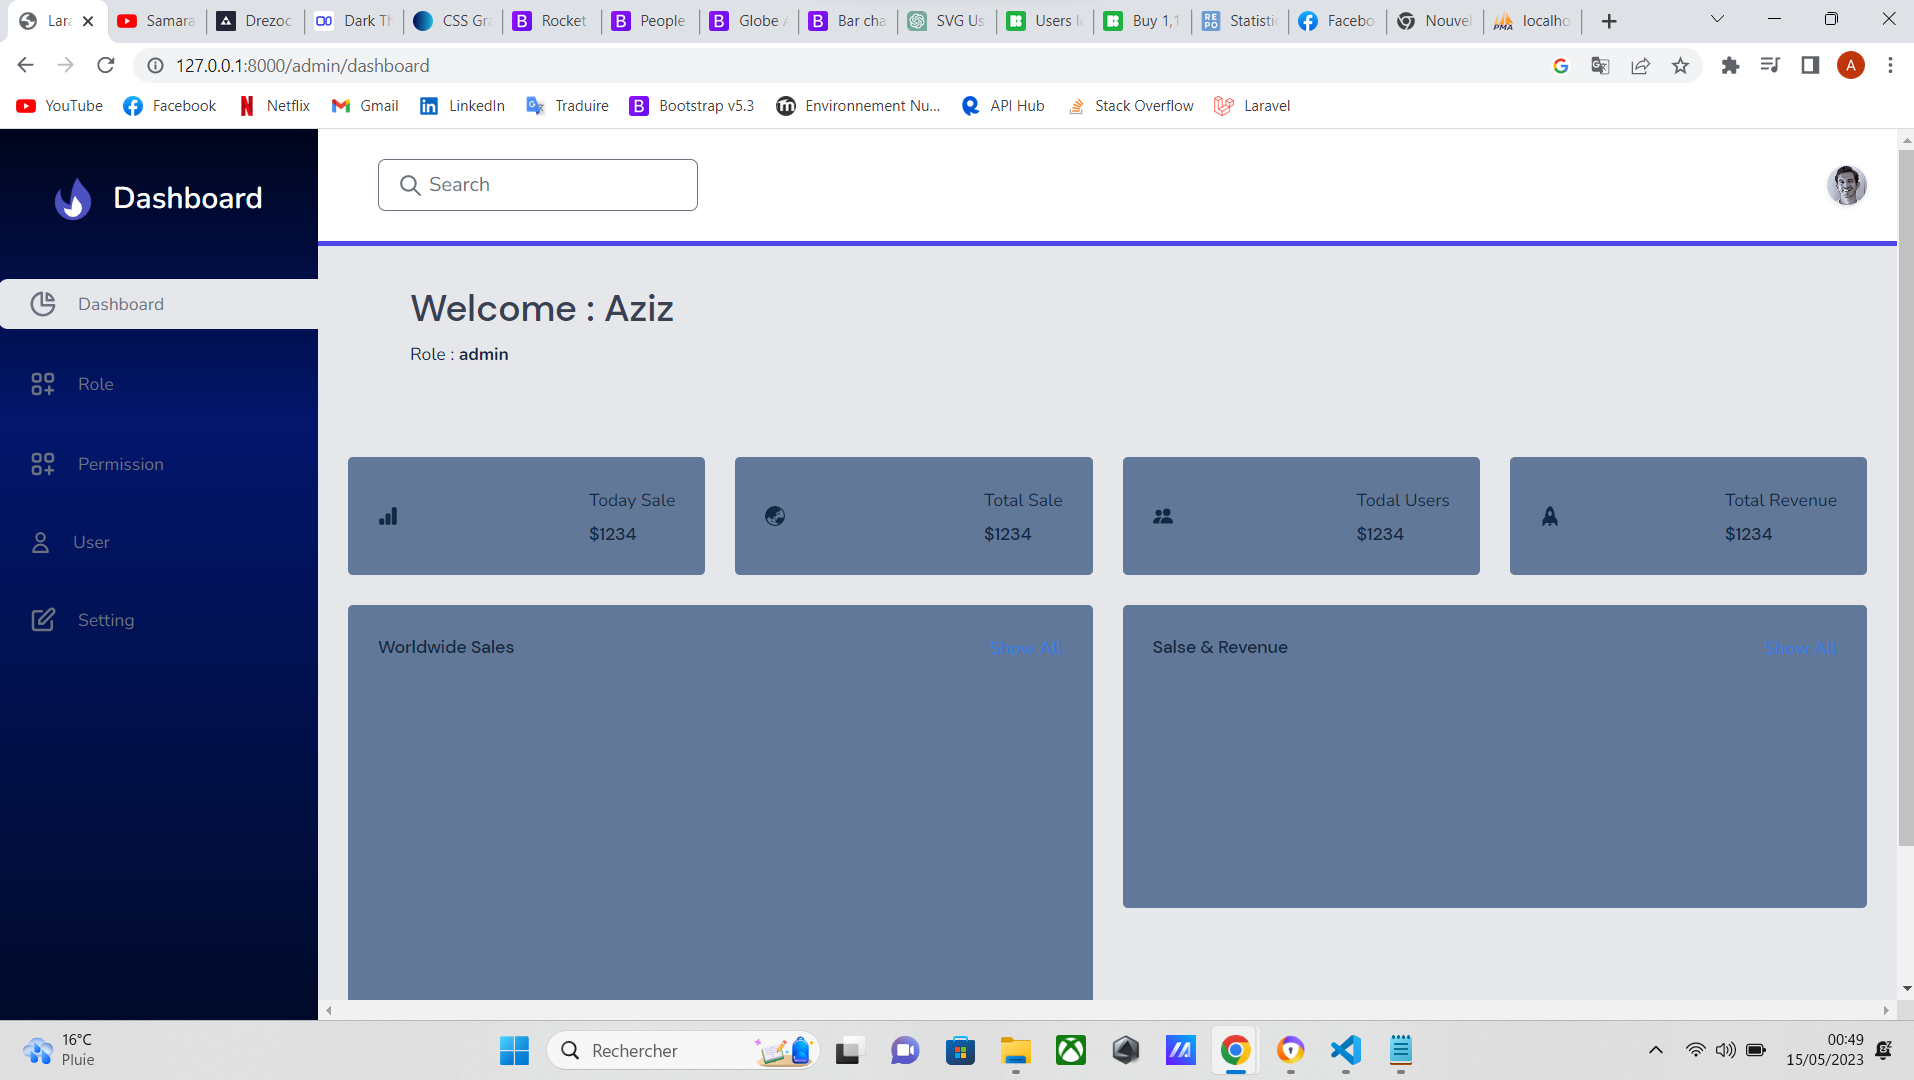 Lara
Samara
Drezoc
Dark Th
CSS Gra
Rocket
People
Globe
Bar cha
SVG Us
Users
Buy 1,1
Statisti
Facebo
Nouvel
localho
127.0.0.1:8000/admin/dashboard
A
YouTube
Facebook
Netflix
Gmail
LinkedIn
Traduire
Bootstrap v5.3
Environnement Nu...
API Hub
Stack Overflow
Laravel
Dashboard
Search
Dashboard
Role
Permission
User
Setting
Welcome : Aziz
Role : admin
Today Sale
$1234
Total Sale
$1234
Todal Users
$1234
Total Revenue
$1234
Worldwide Sales
Show All
Salse & Revenue
Show All
16°C
Pluie
Rechercher
00:49
15/05/2023